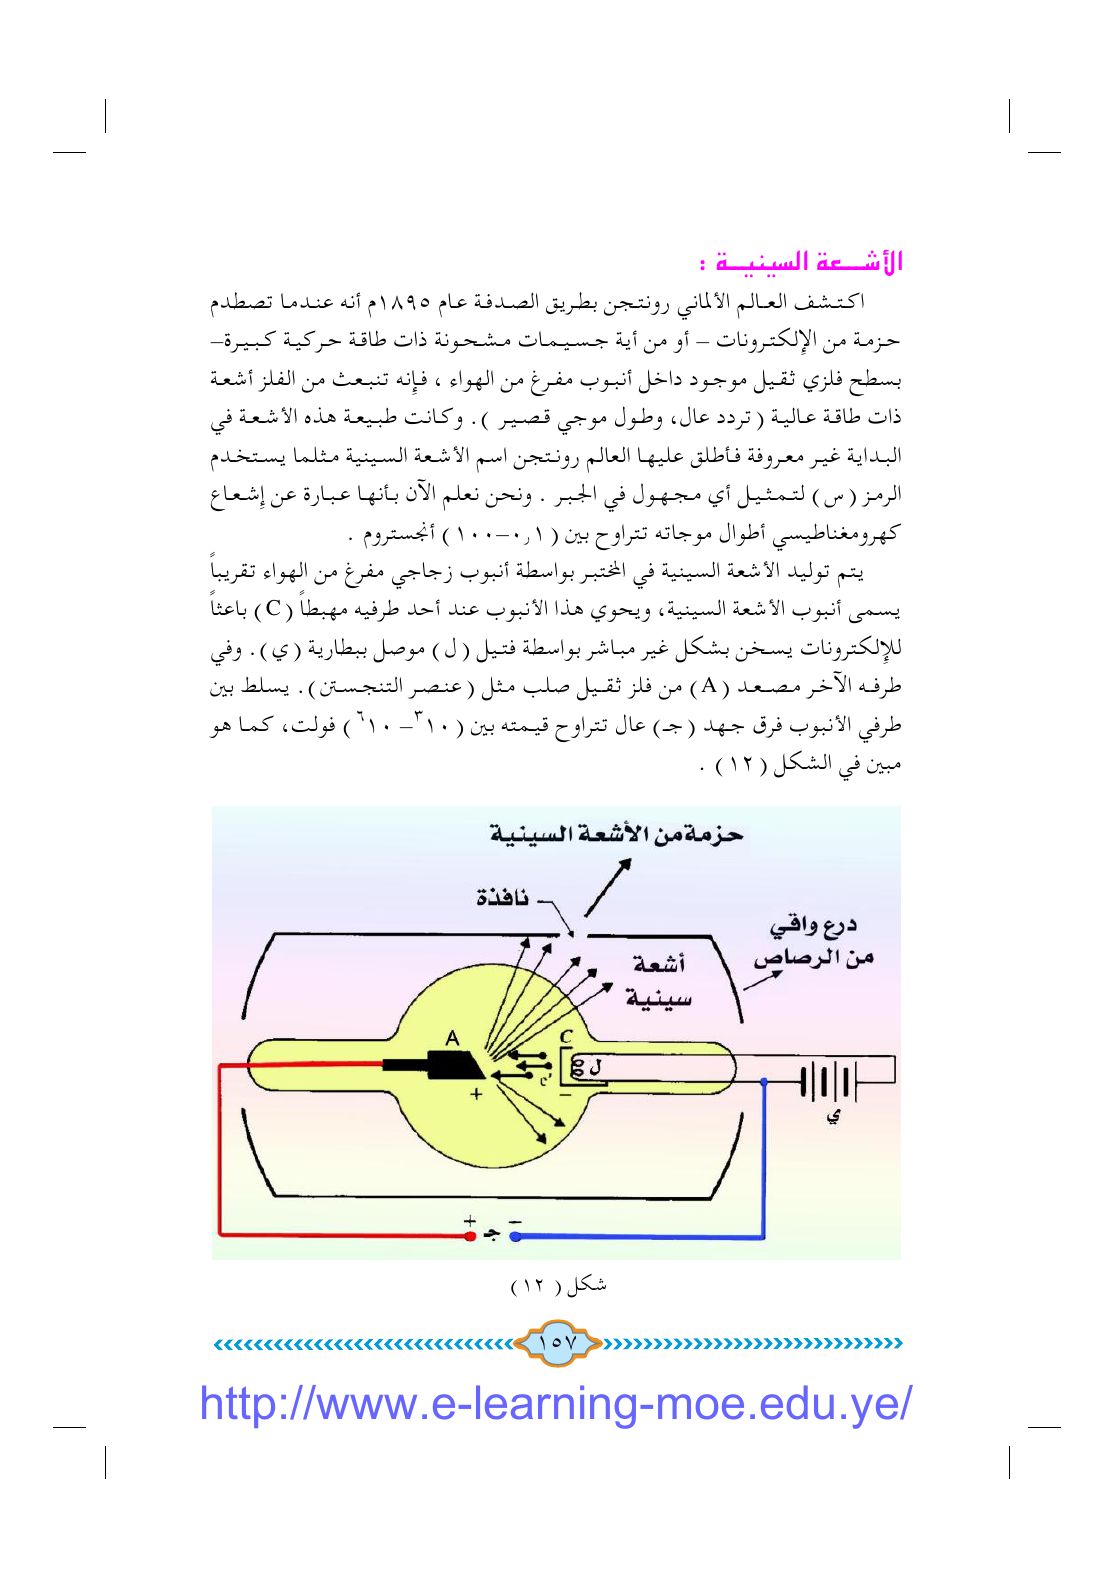 الأشعة السينية :
اكتشف العالم الألماني رونتجن بطريق الصدفة عام ١٨٩٥م أنه عندما تصطدم
حزمة من الإلكترونات – أو من أية جسيمات مشحونة ذات طاقة حركية كبيرة–
بسطح فلزي ثقيل موجود داخل أنبوب مفرغ من الهواء ، فإنه تنبعث من الفلز أشعة
ذات طاقة عالية ( تردد عال، وطول موجي قصير ). وكانت طبيعة هذه الأشعة في
البداية غير معروفة فأطلق عليها العالم رونتجن اسم الأشعة السينية مثلما يستخدم
الرمز ( س ) لتمثيل أي مجهول في الجبر . ونحن نعلم الآن بأنها عبارة عن إشعاع
كهرومغناطيسي أطوال موجاته تتراوح بين ( ٠٫١–١٠٠ ) أنجستروم .
يتم توليد الأشعة السينية في المختبر بواسطة أنبوب زجاجي مفرغ من الهواء تقريباً
يسمى أنبوب الأشعة السينية، ويحوي هذا الأنبوب عند أحد طرفيه مهبطاً ( C ) باعثاً
للإلكترونات يسخن بشكل غير مباشر بواسطة فتيل ( ل ) موصل ببطارية ( ي ). وفي
طرفه الآخر مصعد ( A ) من فلز ثقيل صلب مثل ( عنصر التنجستن ). يسلط بين
طرفي الأنبوب فرق جهد ( جـ ) عال تتراوح قيمته بين ( ١٠³ – ١٠⁶ ) فولت، كما هو
مبين في الشكل ( ١٢ ) .
حزمة من الأشعة السينية
نافذة
درع واقي
من الرصاص
أشعة
سينية
A
C
ل
e⁻
+
–
ي
+ جـ –
شكل ( ١٢ )
١٥٧
http://www.e-learning-moe.edu.ye/